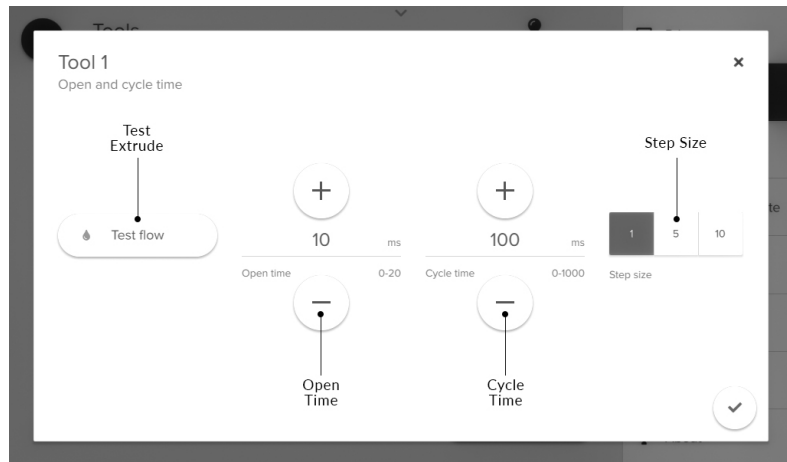 Tools
Tool 1
Open and cycle time
Test
Extrude
Step Size
Test flow
10 ms
100 ms
1 5 10
Open time 0-20
Cycle time 0-1000
Step size
Open
Time
Cycle
Time